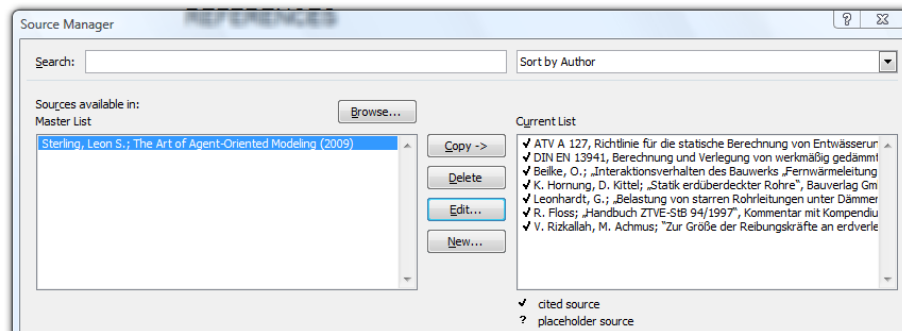 REFERENCES
Source Manager
Search:
Sort by Author
Sources available in:
Master List
Browse...
Current List
Sterling, Leon S.; The Art of Agent-Oriented Modeling (2009)
Copy ->
Delete
Edit...
New...
✓ ATV A 127, Richtlinie für die statische Berechnung von Entwässerur
✓ DIN EN 13941, Berechnung und Verlegung von werkmäßig gedämmt
✓ Beilke, O.; „Interaktionsverhalten des Bauwerks „Fernwärmeleitung
✓ K. Hornung, D. Kittel; „Statik erdüberdeckter Rohre", Bauverlag Gm
✓ Leonhardt, G.; „Belastung von starren Rohrleitungen unter Dämmer
✓ R. Floss; „Handbuch ZTVE-StB 94/1997", Kommentar mit Kompendiu
✓ V. Rizkallah, M. Achmus; "Zur Größe der Reibungskräfte an erdverle
✓ cited source
? placeholder source